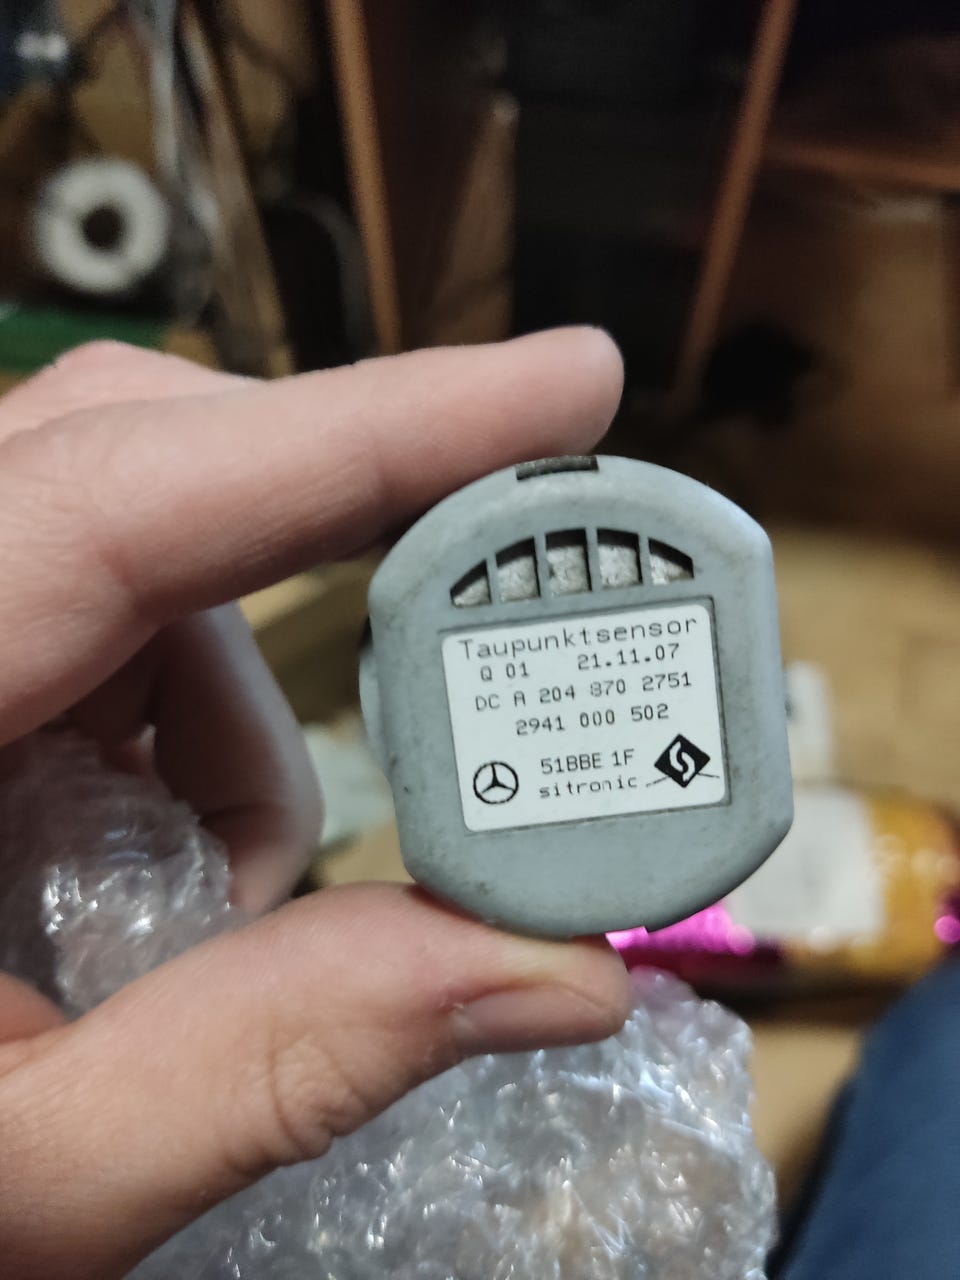 Taupunktsensor
Q 01 21.11.07
DC A 204 870 2751
2941 000 502
51BBE 1F
sitronic